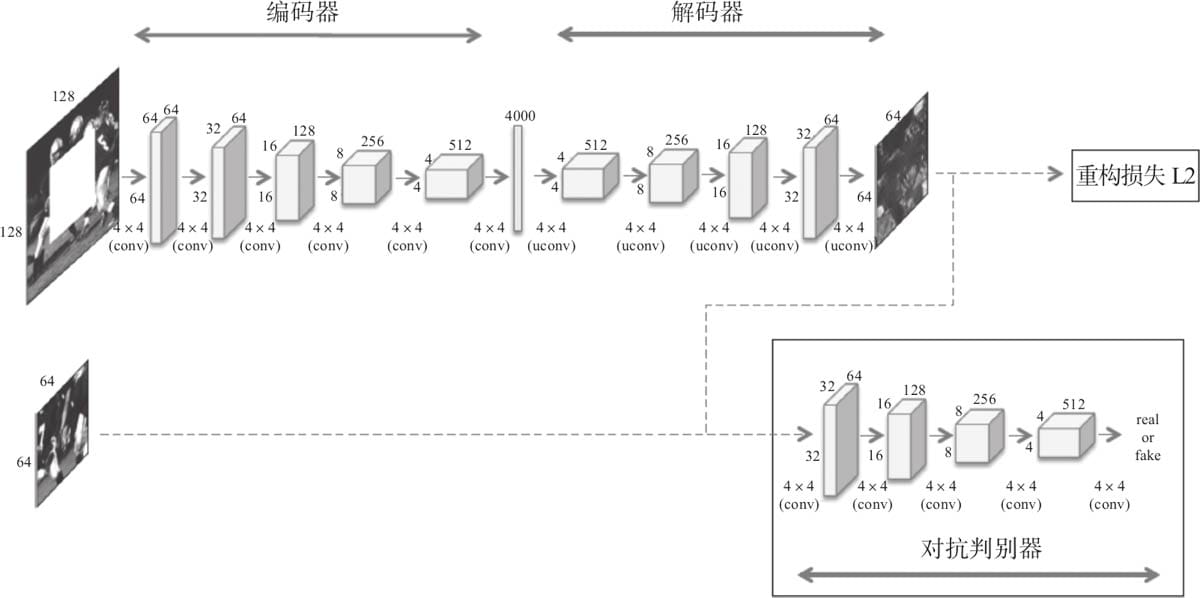 编码器
解码器
128
128
64 64
64
4 × 4
(conv)
32 64
32
4 × 4
(conv)
16 128
16
4 × 4
(conv)
8 256
8
4 × 4
(conv)
4 512
4
4 × 4
(conv)
4000
4 × 4
(conv)
4 512
4
4 × 4
(uconv)
8 256
8
4 × 4
(uconv)
16 128
16
4 × 4
(uconv)
32 64
32
4 × 4
(uconv)
64
64
4 × 4
(uconv)
重构损失 L2
64
64
32 64
32
4 × 4
(conv)
16 128
16
4 × 4
(conv)
8 256
8
4 × 4
(conv)
4 512
4
4 × 4
(conv)
real
or
fake
4 × 4
(conv)
对抗判别器